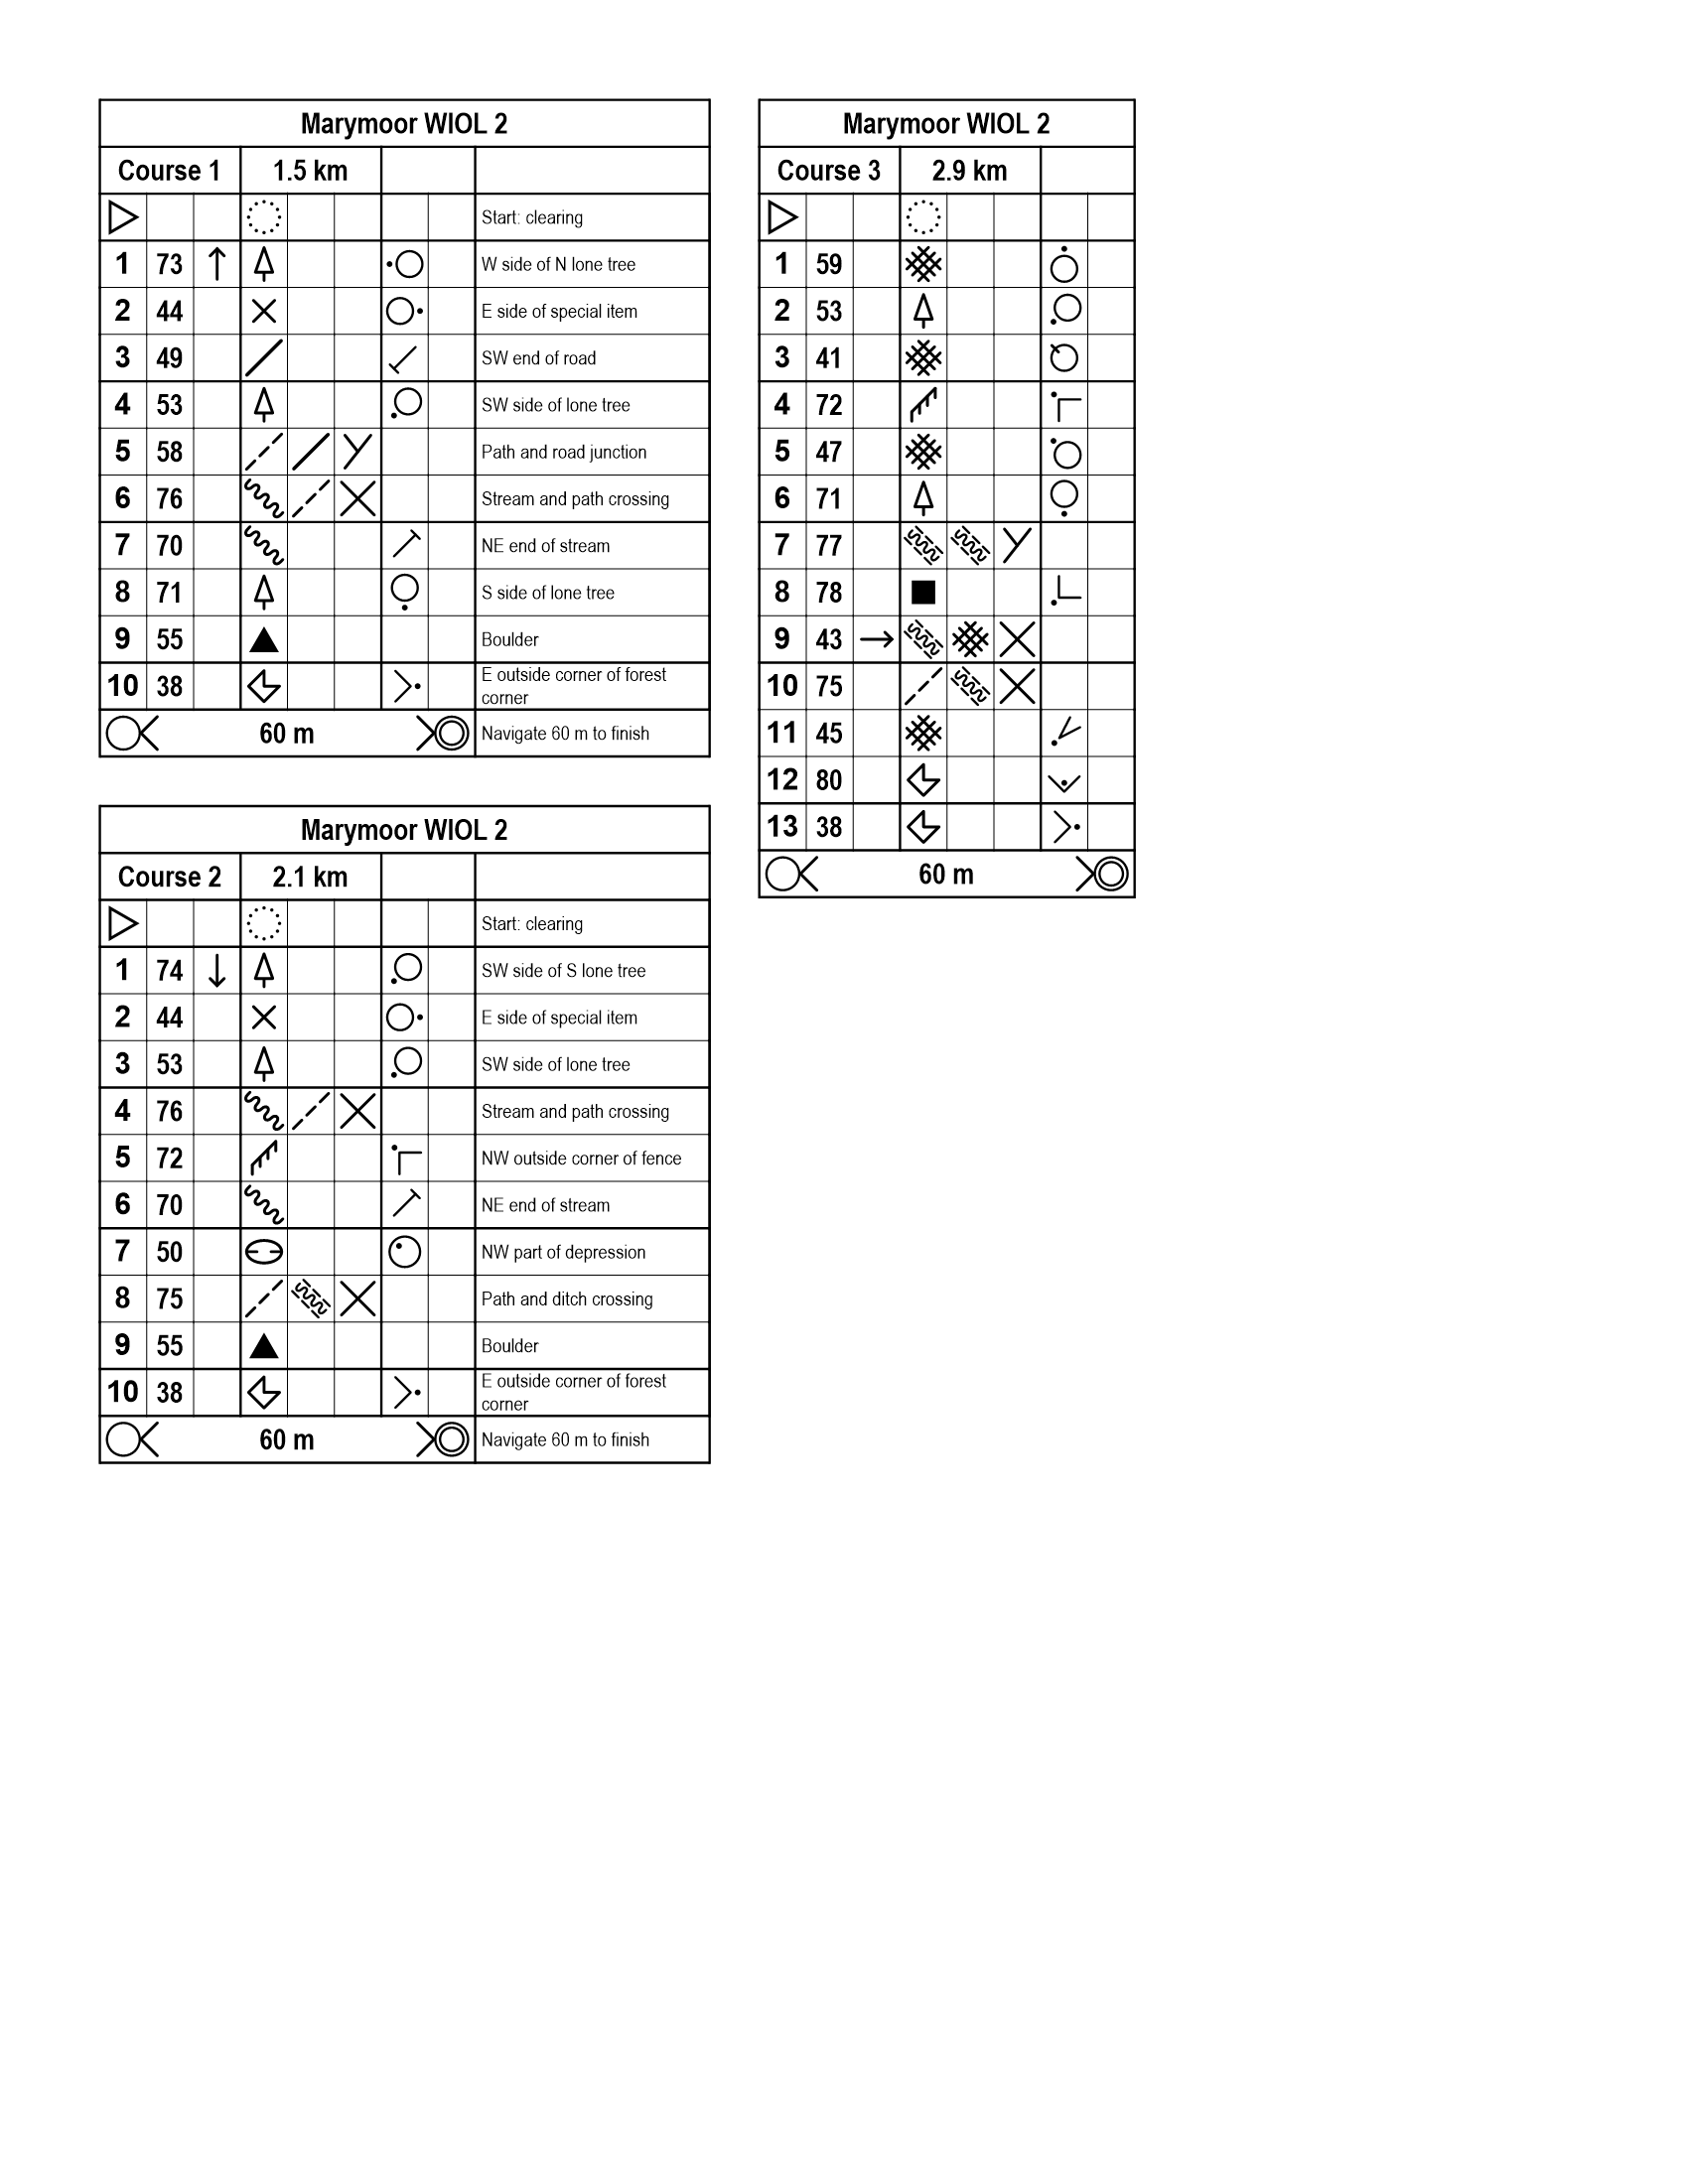 Marymoor WIOL 2
Course 1 1.5 km
Start: clearing
1 73 W side of N lone tree
2 44 E side of special item
3 49 SW end of road
4 53 SW side of lone tree
5 58 Path and road junction
6 76 Stream and path crossing
7 70 NE end of stream
8 71 S side of lone tree
9 55 Boulder
10 38 E outside corner of forest
corner
60 m Navigate 60 m to finish
Marymoor WIOL 2
Course 2 2.1 km
Start: clearing
1 74 SW side of S lone tree
2 44 E side of special item
3 53 SW side of lone tree
4 76 Stream and path crossing
5 72 NW outside corner of fence
6 70 NE end of stream
7 50 NW part of depression
8 75 Path and ditch crossing
9 55 Boulder
10 38 E outside corner of forest
corner
60 m Navigate 60 m to finish
Marymoor WIOL 2
Course 3 2.9 km
1 59
2 53
3 41
4 72
5 47
6 71
7 77
8 78
9 43
10 75
11 45
12 80
13 38
60 m